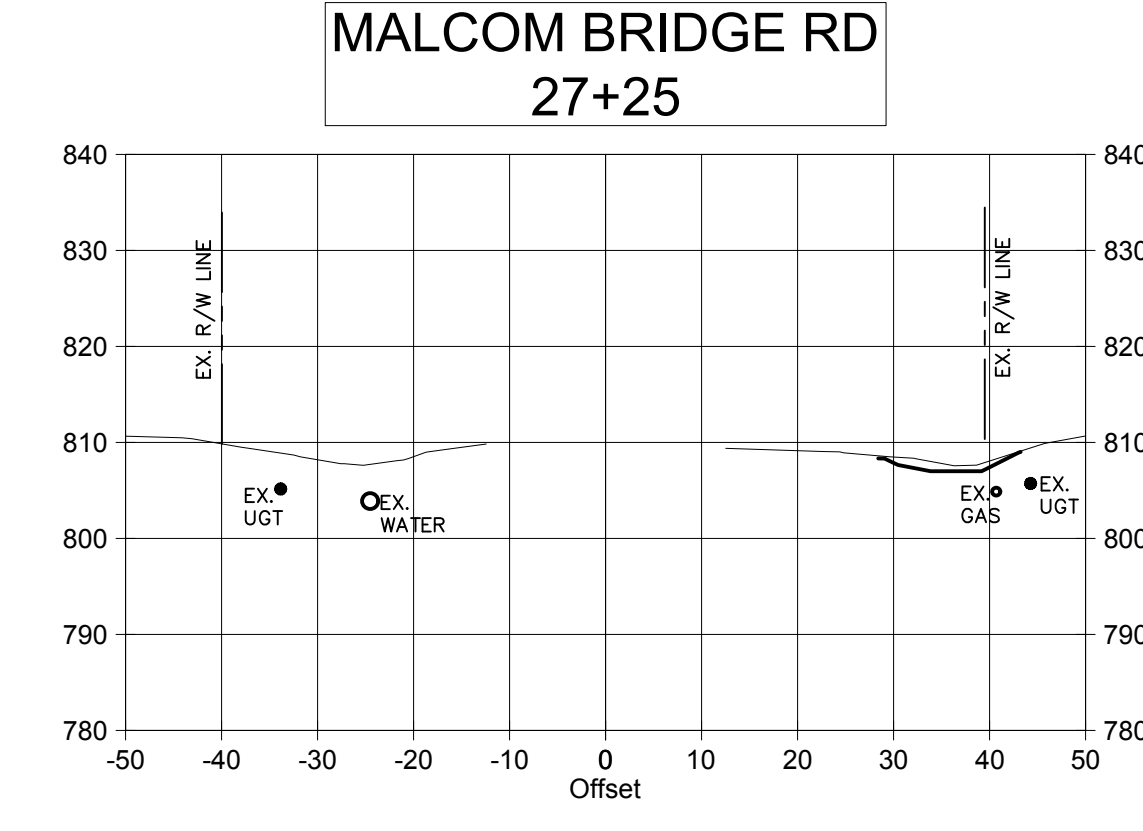 MALCOM BRIDGE RD
27+25
840
840
830
830
820
820
810
810
800
800
790
790
780
780
EX. R/W LINE
EX. R/W LINE
EX.
UGT
EX.
WATER
EX.
GAS
EX.
UGT
-50 -40 -30 -20 -10 0 10 20 30 40 50
Offset